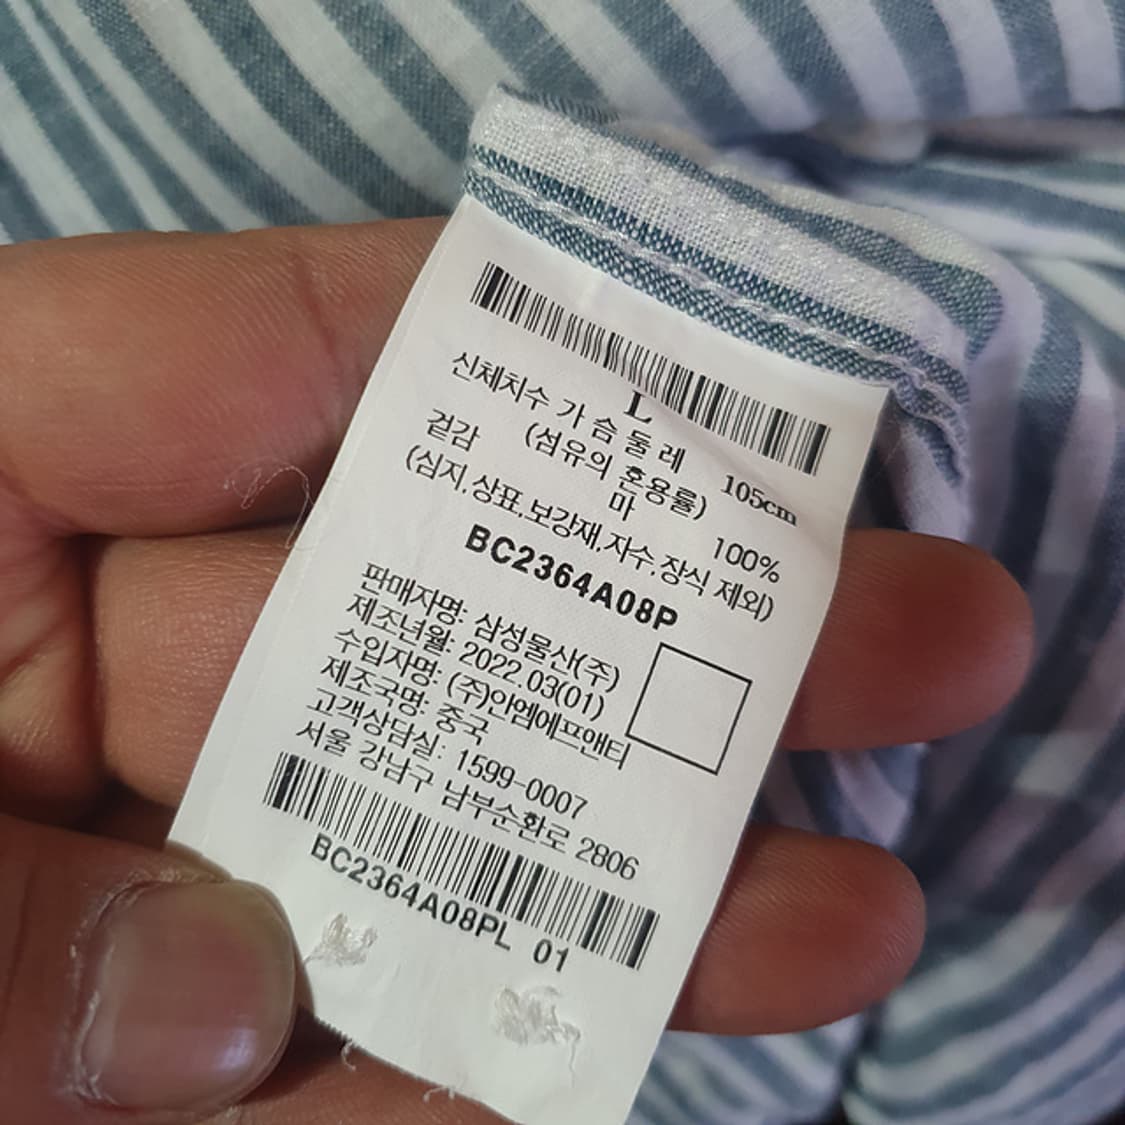 L
신체치수 가 슴 둘 레 105cm
(섬유의 혼용률)
겉감 마 100%
(심지,상표,보강재,자수,장식 제외)
BC2364A08P
판매자명: 삼성물산(주)
제조년월: 2022.03(01)
수입자명: (주)안엠에프앤티
제조국명: 중국
고객상담실: 1599-0007
서울 강남구 남부순환로 2806
BC2364A08PL 01